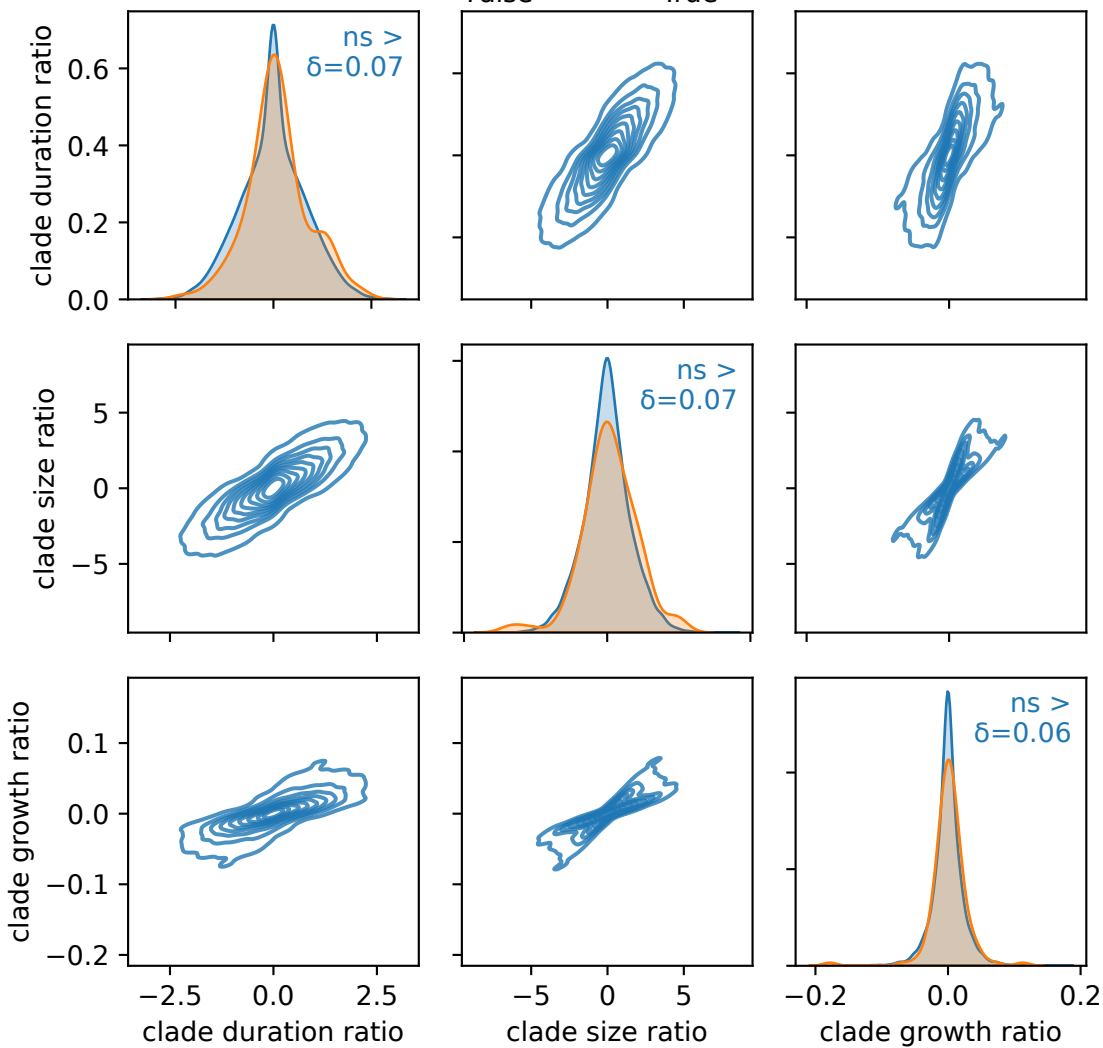 False True
clade duration ratio
0.6
0.4
0.2
0.0
ns >
δ=0.07
clade size ratio
5
0
−5
ns >
δ=0.07
clade growth ratio
0.1
0.0
−0.1
−0.2
ns >
δ=0.06
−2.5 0.0 2.5
−5 0 5
−0.2 0.0 0.2
clade duration ratio
clade size ratio
clade growth ratio